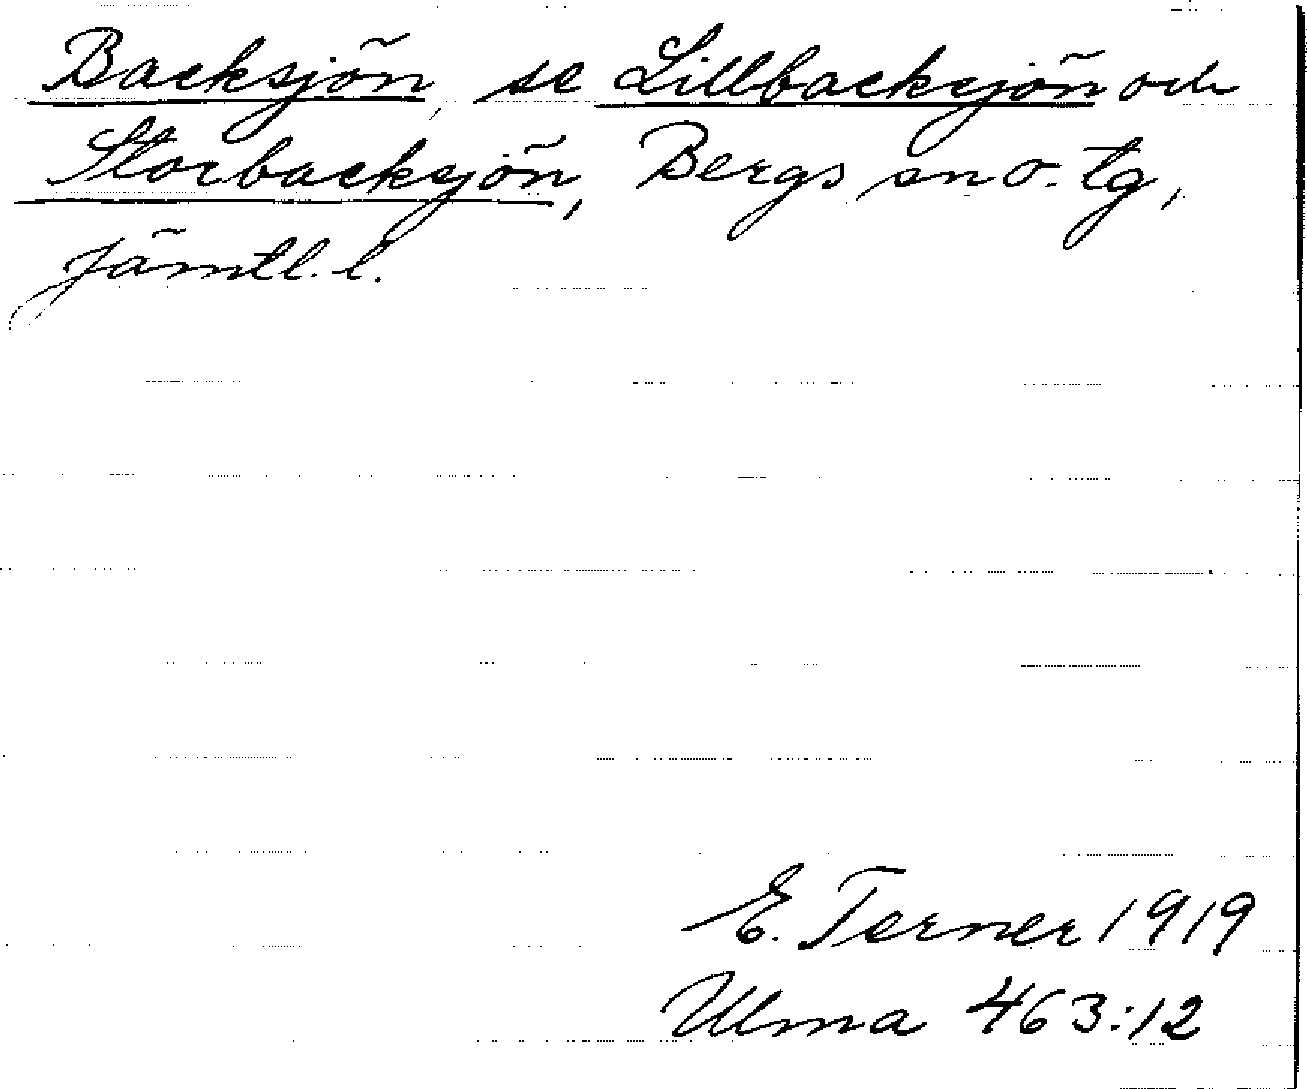 Backsjön, se Lillbacksjön och
Storbacksjön, Bergs sn o. tg,
Jämtl. l.
E. Terner 1919
Ulma 463:12